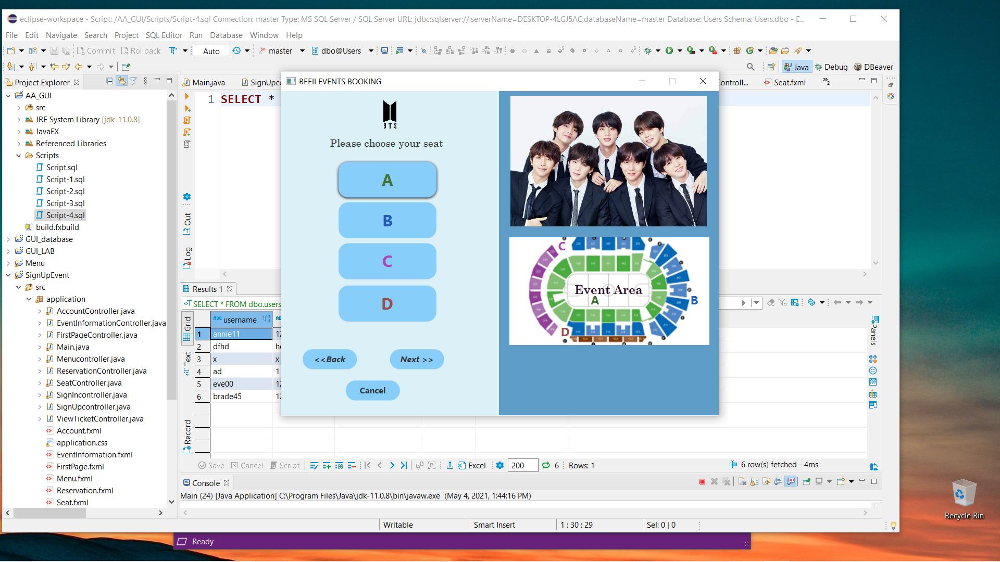 eclipse-workspace - Script: /AA_GUI/Scripts/Script-4.sql Connection: master Type: MS SQL Server / SQL Server URL: jdbc:sqlserver://;serverName=DESKTOP-4LGJ5AC;databaseName=master Database: Users Schema: Users.dbo - E...
File Edit Navigate Search Project SQL Editor Run Database Window Help
Commit Rollback Auto master dbo@Users
Java Debug DBeaver
Project Explorer
AA_GUI
src
JRE System Library [jdk-11.0.8]
JavaFX
Referenced Libraries
Scripts
Script.sql
Script-1.sql
Script-2.sql
Script-3.sql
Script-4.sql
build.fxbuild
GUI_database
GUI_LAB
Menu
SignUpEvent
src
application
AccountController.java
EventInformationController.java
FirstPageController.java
Main.java
Menucontroller.java
ReservationController.java
SeatController.java
SignIncontroller.java
SignUpcontroller.java
ViewTicketController.java
Account.fxml
application.css
EventInformation.fxml
FirstPage.fxml
Menu.fxml
Reservation.fxml
Seat.fxml
Main.java SignUpco
Controll... Seat.fxml »2
1 SELECT *
Out
Log
BEEII EVENTS BOOKING
BTS
Please choose your seat
A
B
C
D
<<Back Next >>
Cancel
C
Event Area
A
B
D
Results 1
SELECT * FROM dbo.users
Grid
Text
Record
Panels
ABC username
1 annie11 12
2 dfhd hd
3 x x
4 ad 1
5 eve00 12
6 brade45 12
Save Cancel Script Excel 200 6 Rows: 1 6 row(s) fetched - 4ms
Console
Main (24) [Java Application] C:\Program Files\Java\jdk-11.0.8\bin\javaw.exe (May 4, 2021, 1:44:16 PM)
Writable Smart Insert 1 : 30 : 29 Sel: 0 | 0
Ready
Recycle Bin